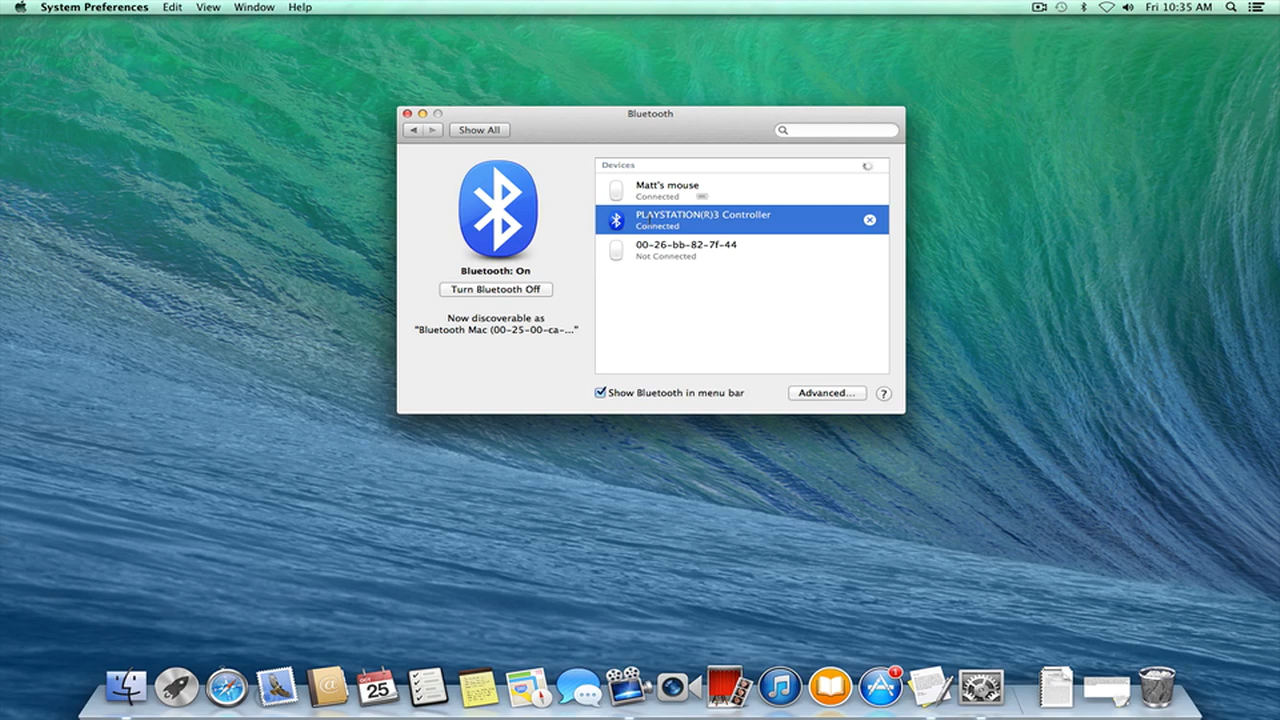 System Preferences Edit View Window Help Fri 10:35 AM
Bluetooth
Show All
Devices
Matt's mouse
Connected
PLAYSTATION(R)3 Controller
Connected
00-26-bb-82-7f-44
Not Connected
Bluetooth: On
Turn Bluetooth Off
Now discoverable as
"Bluetooth Mac (00-25-00-ca-..."
Show Bluetooth in menu bar
Advanced...
?
OCT
25
1